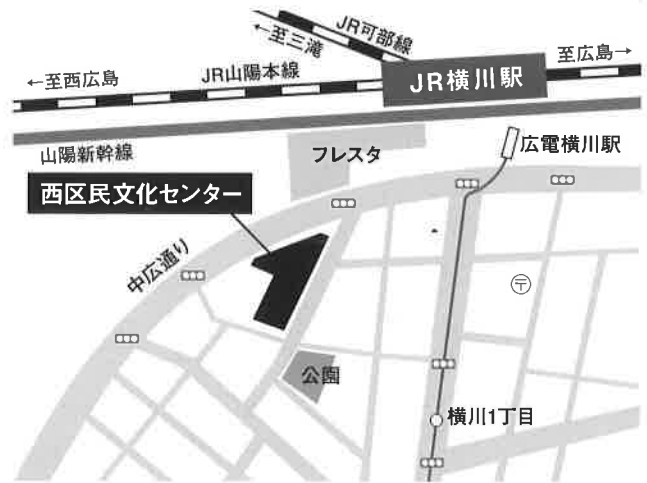 JR可部線
←至三滝
至広島→
←至西広島
JR山陽本線
JR横川駅
山陽新幹線
フレスタ
広電横川駅
西区民文化センター
中広通り
〒
公園
横川1丁目